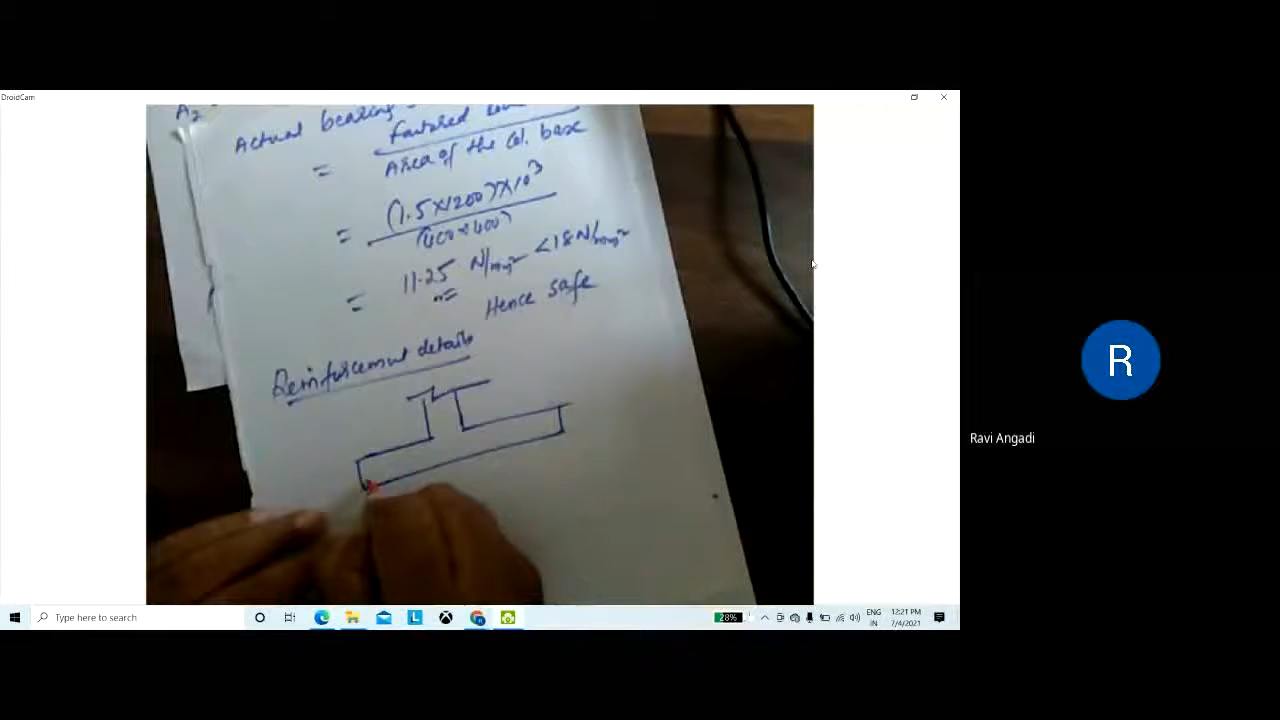 DroidCam
A2
Actual bearing
= Factored
Area of the Col. base
= (1.5×1200)×10³
(400×400)
= 11.25 N/mm² < 18 N/mm²
Hence safe
Reinforcement details
R
Ravi Angadi
Type here to search
28%
ENG
IN
12:21 PM
7/4/2021